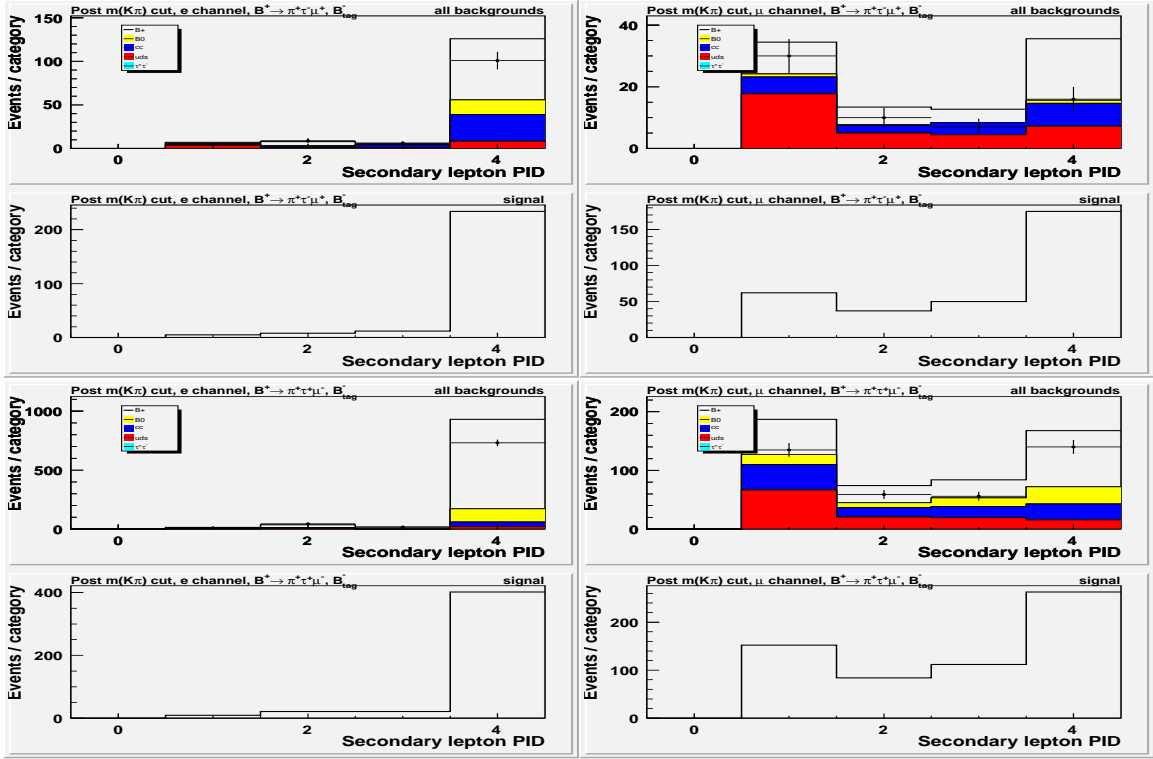 Post m(Kπ) cut, e channel, B⁺→ π⁺τ⁻μ⁺, B⁻tag all backgrounds
Events / category
150
100
50
0
B+
B0
cc
uds
τ⁺τ⁻
0 2 4
Secondary lepton PID
Post m(Kπ) cut, μ channel, B⁺→ π⁺τ⁻μ⁺, B⁻tag all backgrounds
Events / category
40
20
0
B+
B0
cc
uds
τ⁺τ⁻
0 2 4
Secondary lepton PID
Post m(Kπ) cut, e channel, B⁺→ π⁺τ⁻μ⁺, B⁻tag signal
Events / category
200
100
0
0 2 4
Secondary lepton PID
Post m(Kπ) cut, μ channel, B⁺→ π⁺τ⁻μ⁺, B⁻tag signal
Events / category
150
100
50
0
0 2 4
Secondary lepton PID
Post m(Kπ) cut, e channel, B⁺→ π⁺τ⁺μ⁻, B⁻tag all backgrounds
Events / category
1000
500
0
B+
B0
cc
uds
τ⁺τ⁻
0 2 4
Secondary lepton PID
Post m(Kπ) cut, μ channel, B⁺→ π⁺τ⁺μ⁻, B⁻tag all backgrounds
Events / category
200
100
0
B+
B0
cc
uds
τ⁺τ⁻
0 2 4
Secondary lepton PID
Post m(Kπ) cut, e channel, B⁺→ π⁺τ⁺μ⁻, B⁻tag signal
Events / category
400
200
0
0 2 4
Secondary lepton PID
Post m(Kπ) cut, μ channel, B⁺→ π⁺τ⁺μ⁻, B⁻tag signal
Events / category
200
100
0
0 2 4
Secondary lepton PID